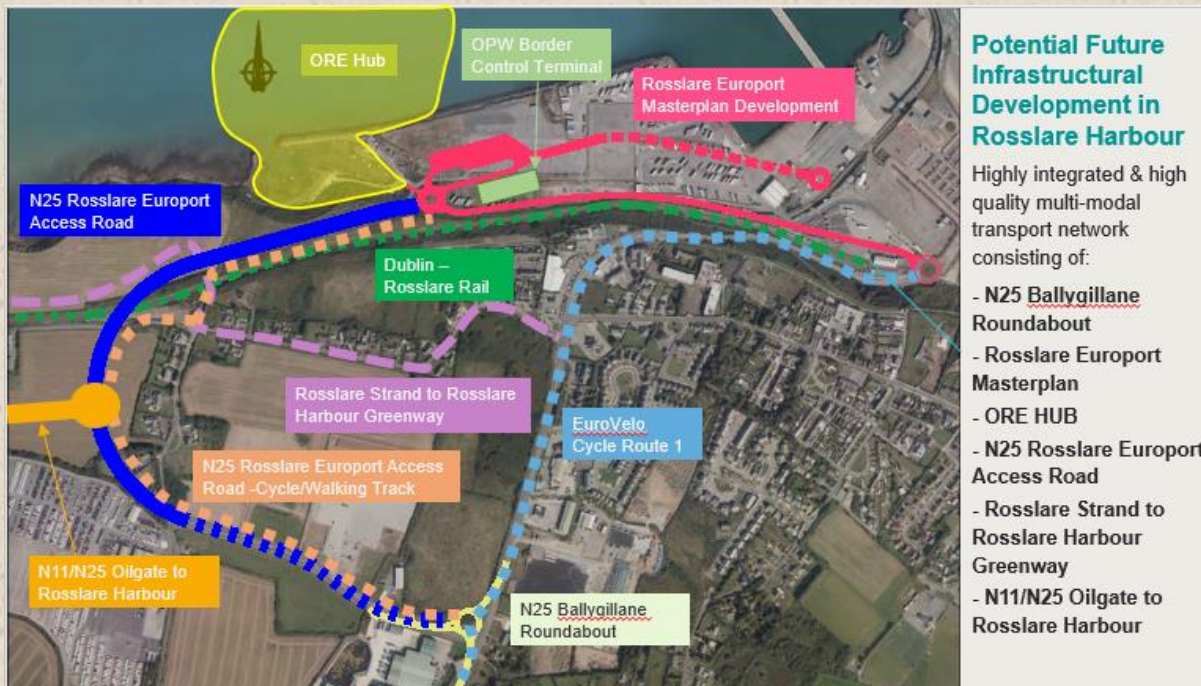 ORE Hub
OPW Border
Control Terminal
Rosslare Europort
Masterplan Development
N25 Rosslare Europort
Access Road
Dublin –
Rosslare Rail
Rosslare Strand to Rosslare
Harbour Greenway
EuroVelo
Cycle Route 1
N25 Rosslare Europort Access
Road -Cycle/Walking Track
N11/N25 Oilgate to
Rosslare Harbour
N25 Ballygillane
Roundabout
Potential Future
Infrastructural
Development in
Rosslare Harbour
Highly integrated & high
quality multi-modal
transport network
consisting of:
- N25 Ballygillane
Roundabout
- Rosslare Europort
Masterplan
- ORE HUB
- N25 Rosslare Europort
Access Road
- Rosslare Strand to
Rosslare Harbour
Greenway
- N11/N25 Oilgate to
Rosslare Harbour